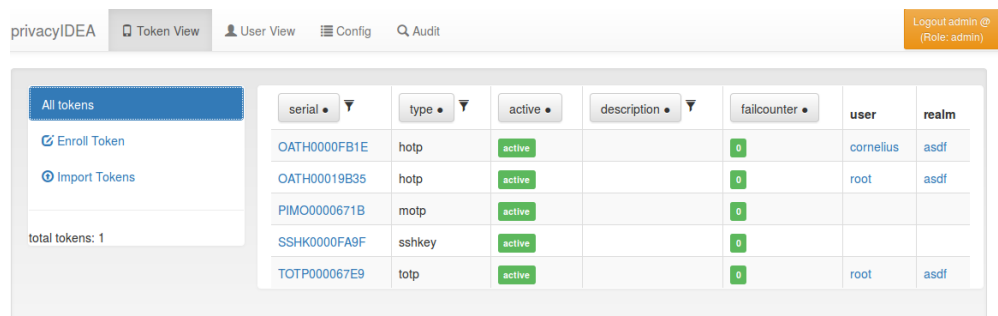 privacyIDEA Token View User View Config Audit Logout admin @ (Role: admin)
All tokens
Enroll Token
Import Tokens
total tokens: 1
serial ● type ● active ● description ● failcounter ● user realm
OATH0000FB1E hotp active 0 cornelius asdf
OATH00019B35 hotp active 0 root asdf
PIMO0000671B motp active 0
SSHK0000FA9F sshkey active 0
TOTP000067E9 totp active 0 root asdf